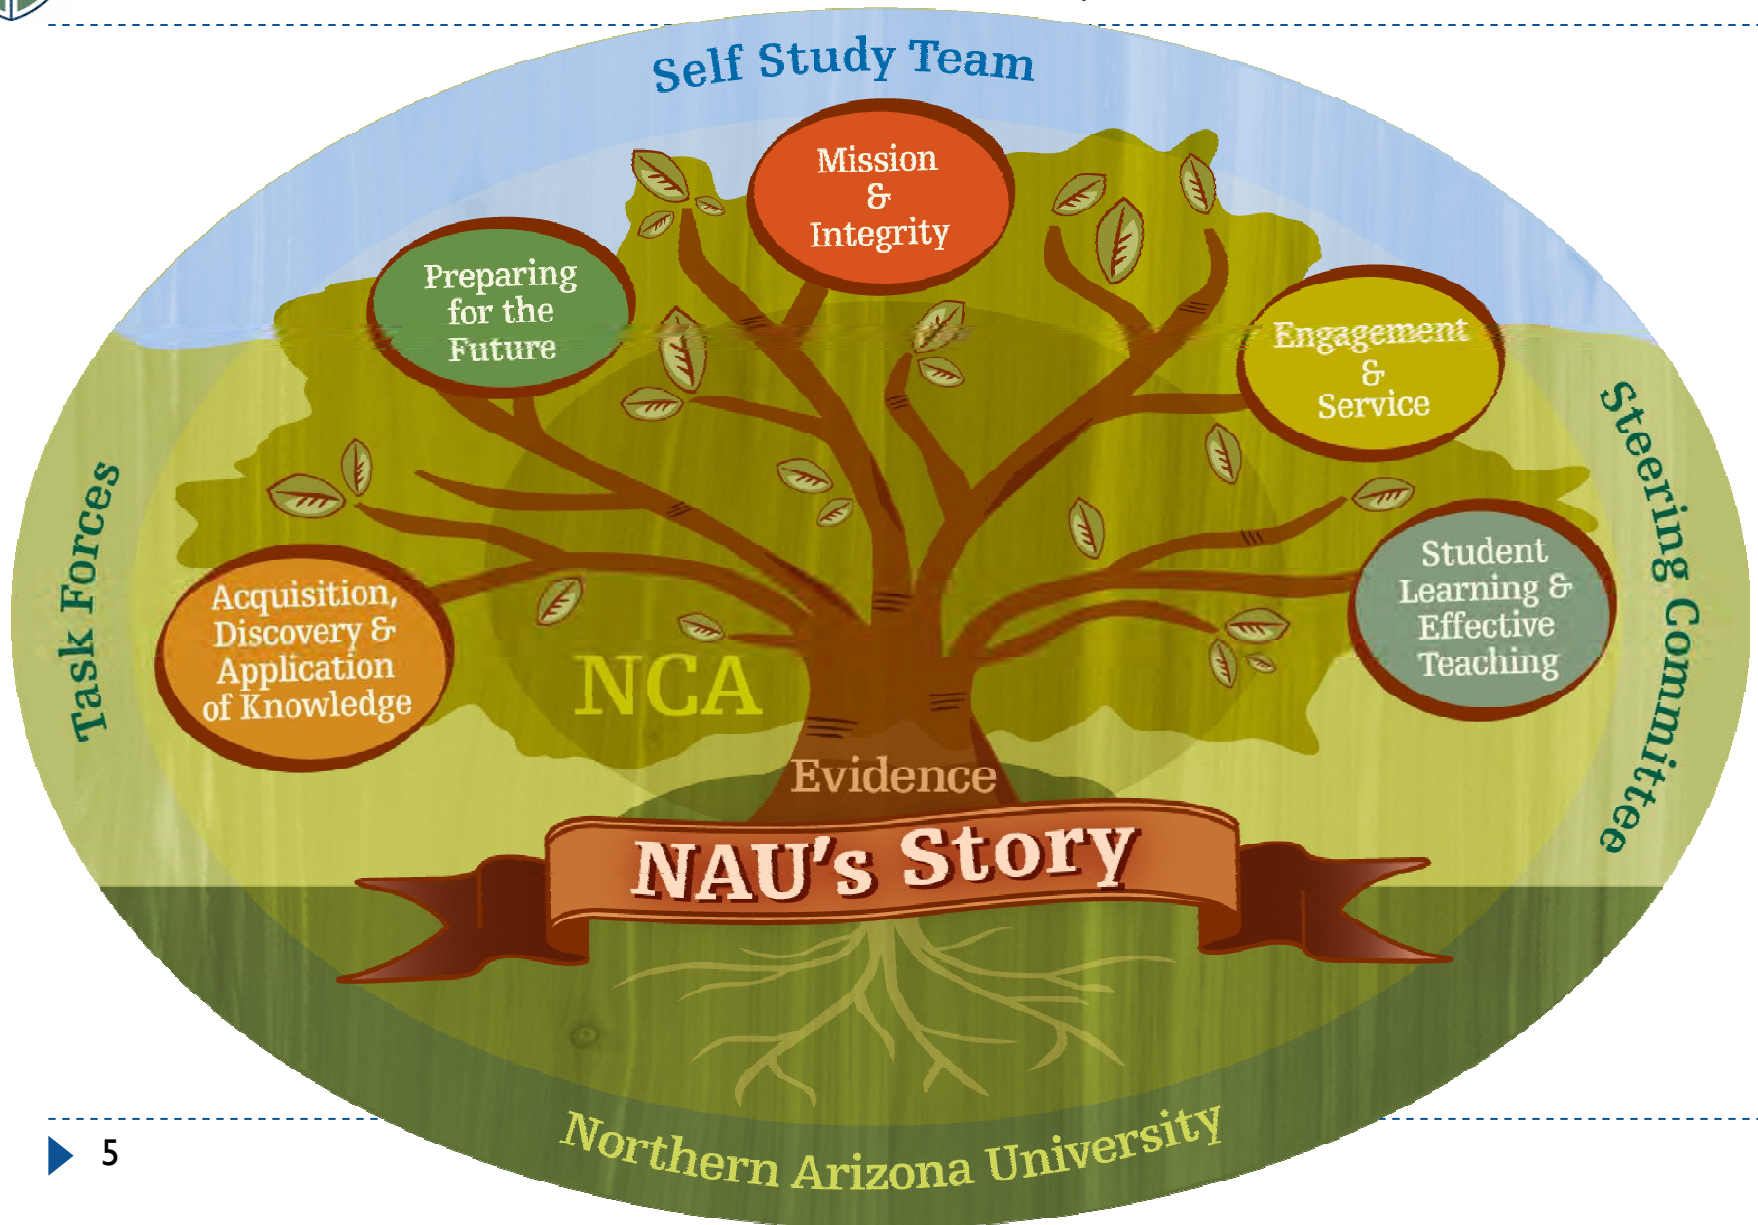 Self Study Team
Mission
&
Integrity
Preparing
for the
Future
Engagement
&
Service
Task Forces
Steering Committee
Acquisition,
Discovery &
Application
of Knowledge
Student
Learning &
Effective
Teaching
NCA
Evidence
NAU's Story
Northern Arizona University
5